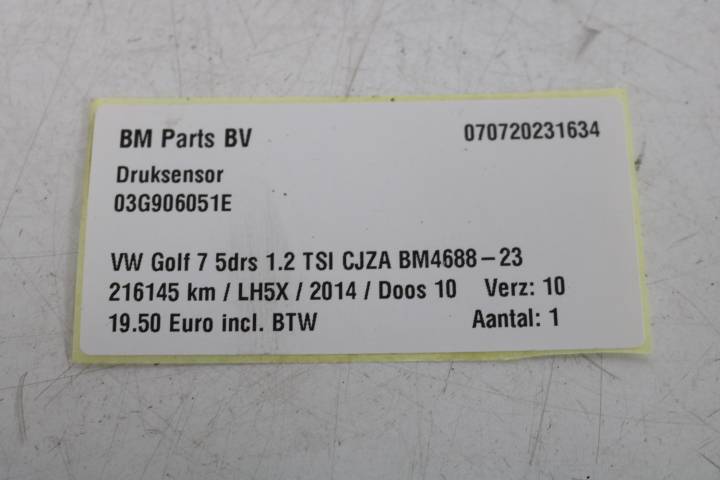 BM Parts BV 070720231634
Druksensor
03G906051E
VW Golf 7 5drs 1.2 TSI CJZA BM4688-23
216145 km / LH5X / 2014 / Doos 10 Verz: 10
19.50 Euro incl. BTW Aantal: 1